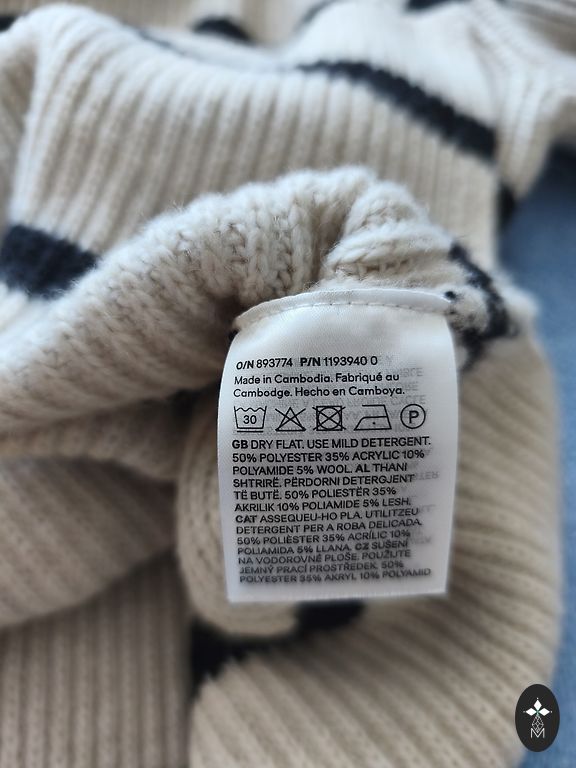 O/N 893774 P/N 1193940 0
Made in Cambodia. Fabriqué au
Cambodge. Hecho en Camboya.
30
P
GB DRY FLAT. USE MILD DETERGENT.
50% POLYESTER 35% ACRYLIC 10%
POLYAMIDE 5% WOOL. AL THANI
SHTRIRË. PËRDORNI DETERGJENT
TË BUTË. 50% POLIESTËR 35%
AKRILIK 10% POLIAMIDE 5% LESH.
CAT ASSEQUEU-HO PLA. UTILITZEU
DETERGENT PER A ROBA DELICADA.
50% POLIÈSTER 35% ACRÍLIC 10%
POLIAMIDA 5% LLANA. CZ SUŠENÍ
NA VODOROVNÉ PLOŠE. POUŽIJTE
JEMNÝ PRACÍ PROSTŘEDEK. 50%
POLYESTER 35% AKRYL 10% POLYAMID
M